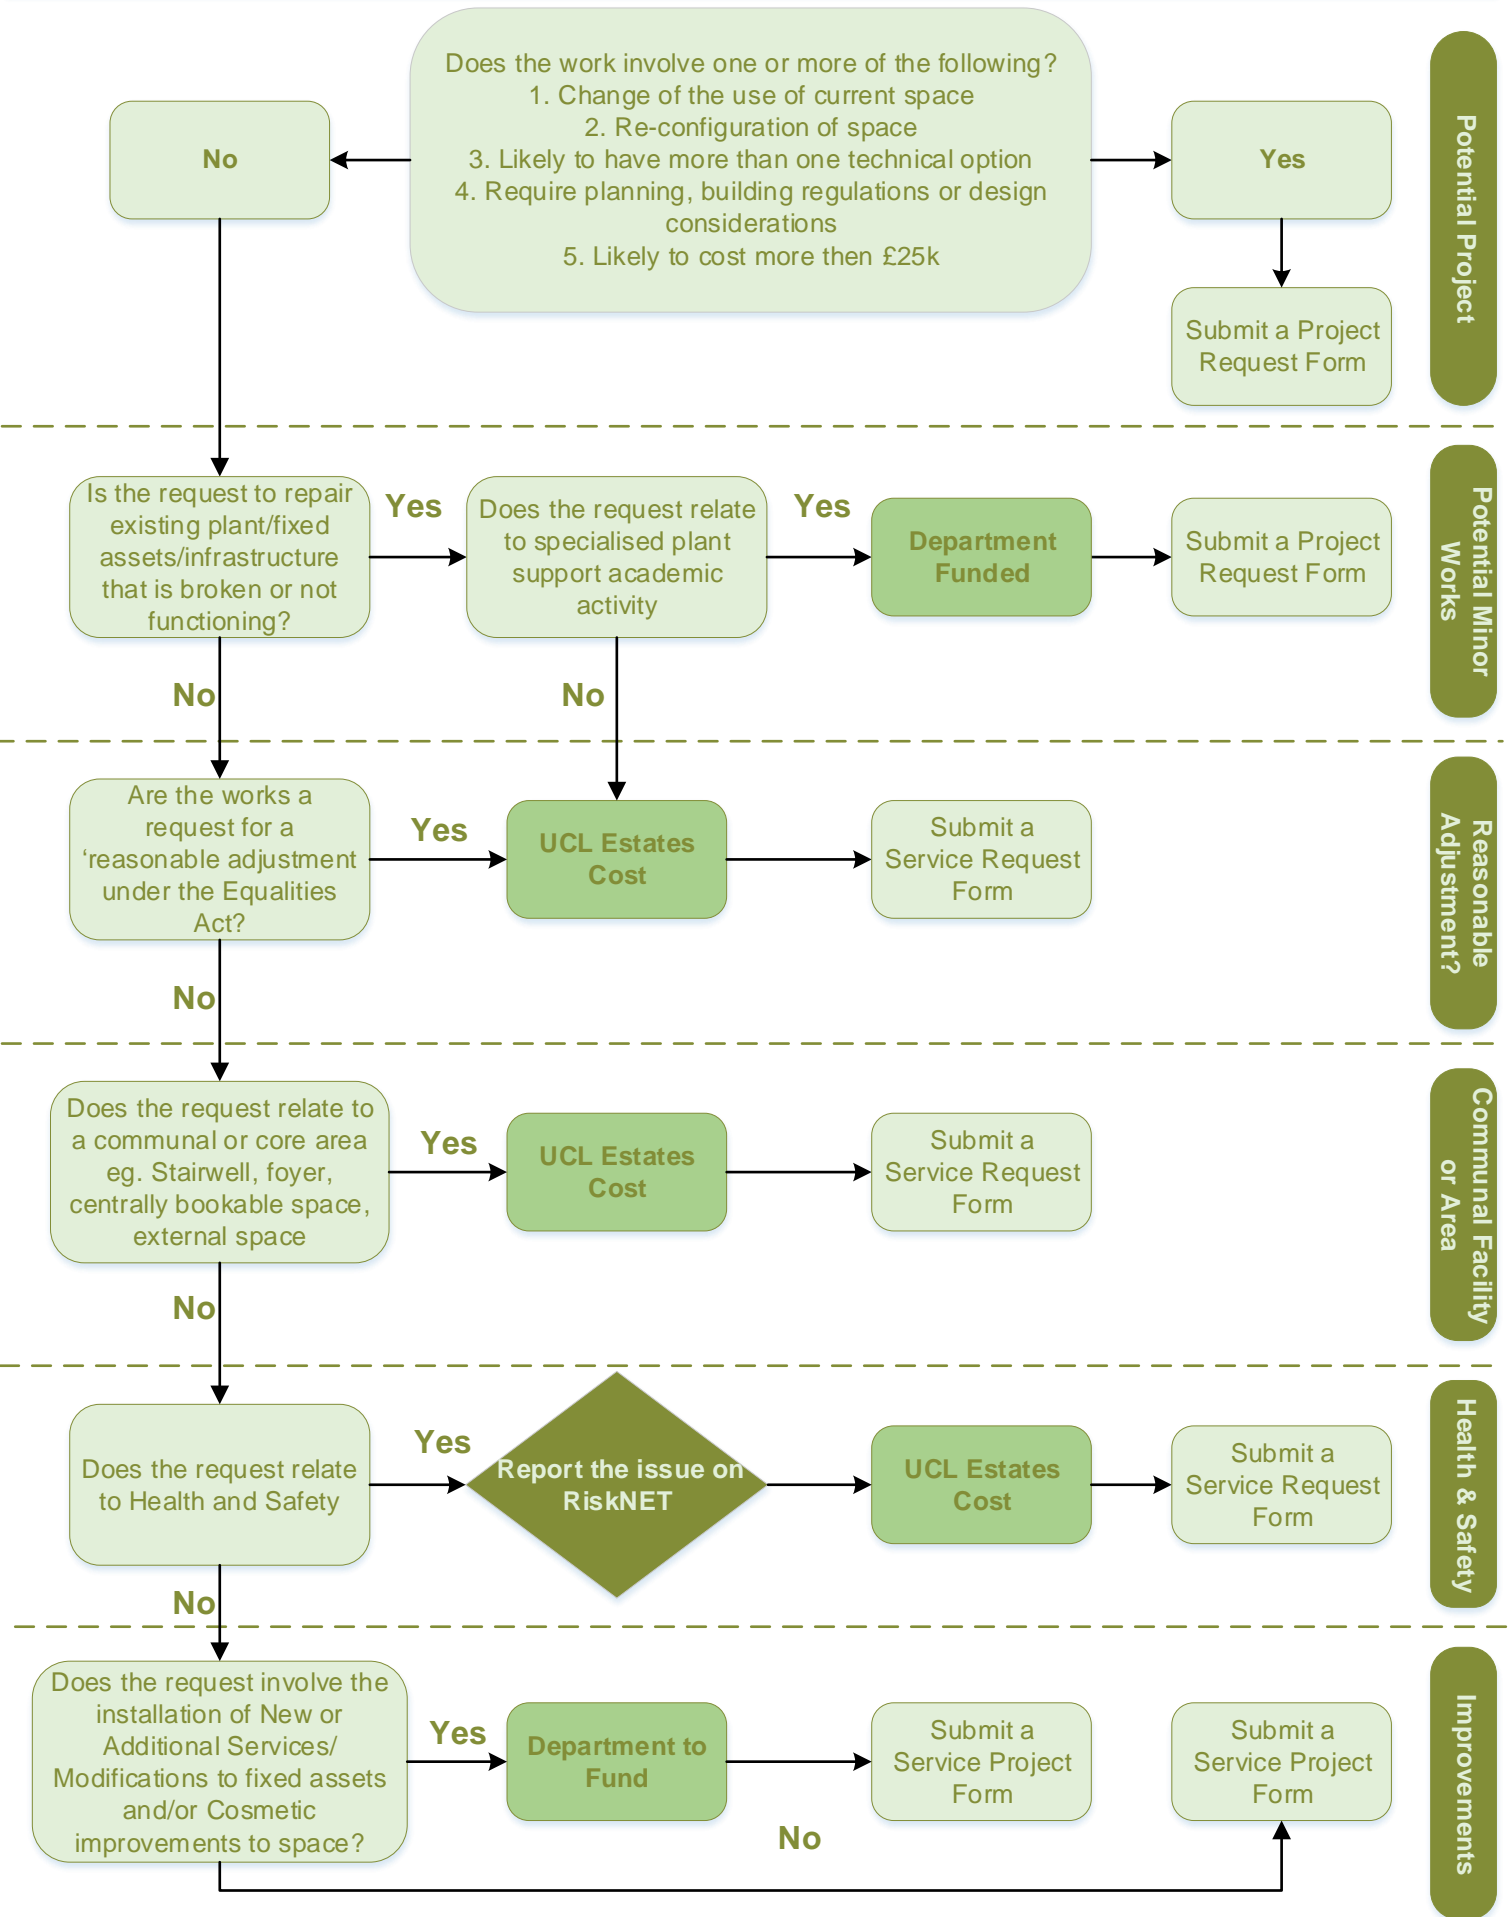 Does the work involve one or more of the following?
1. Change of the use of current space
2. Re-configuration of space
3. Likely to have more than one technical option
4. Require planning, building regulations or design
considerations
5. Likely to cost more then £25k
No
Yes
Submit a Project
Request Form
Potential Project
Is the request to repair
existing plant/fixed
assets/infrastructure
that is broken or not
functioning?
Yes
Does the request relate
to specialised plant
support academic
activity
Yes
Department
Funded
Submit a Project
Request Form
Potential Minor
Works
No
No
Are the works a
request for a
‘reasonable adjustment
under the Equalities
Act?
Yes
UCL Estates
Cost
Submit a
Service Request
Form
Reasonable
Adjustment?
No
Does the request relate to
a communal or core area
eg. Stairwell, foyer,
centrally bookable space,
external space
Yes
UCL Estates
Cost
Submit a
Service Request
Form
Communal Facility
or Area
No
Does the request relate
to Health and Safety
Yes
Report the issue on
RiskNET
UCL Estates
Cost
Submit a
Service Request
Form
Health & Safety
No
Does the request involve the
installation of New or
Additional Services/
Modifications to fixed assets
and/or Cosmetic
improvements to space?
Yes
Department to
Fund
Submit a
Service Project
Form
Submit a
Service Project
Form
No
Improvements